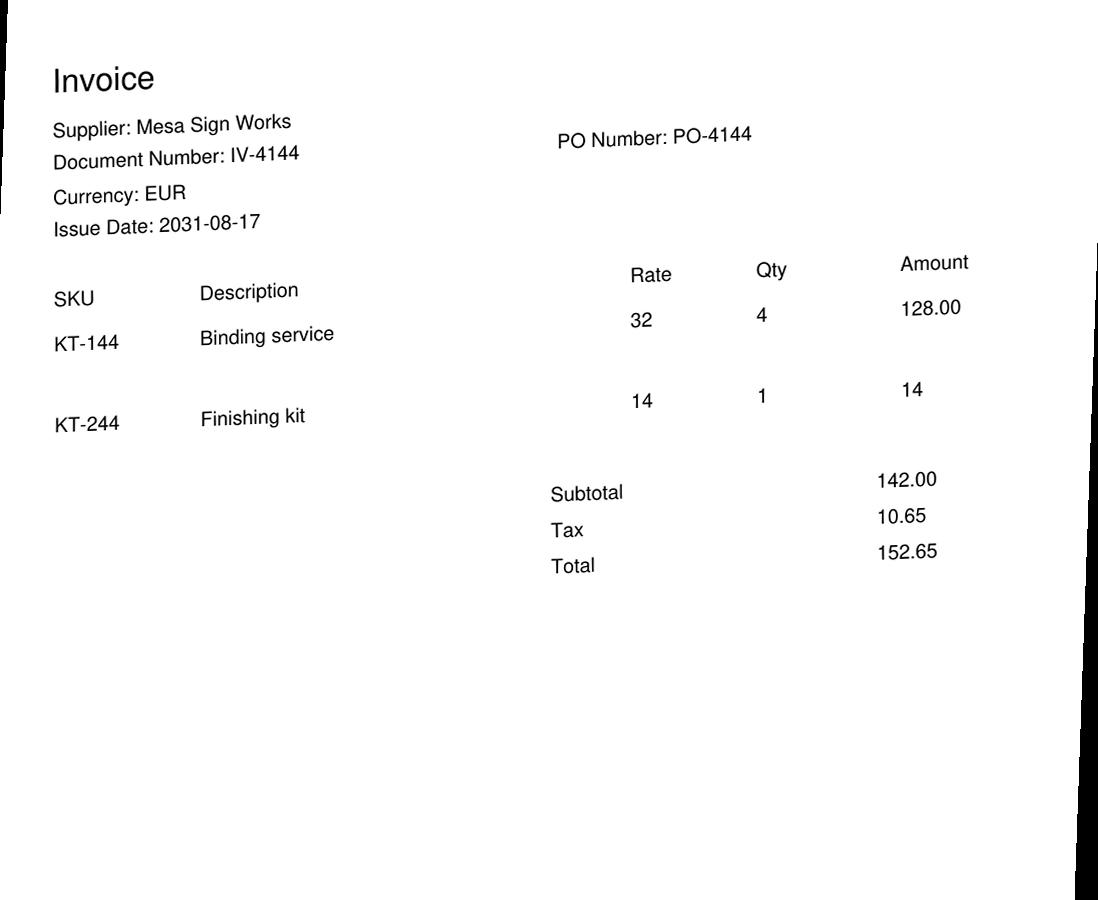 Invoice
Supplier: Mesa Sign Works
PO Number: PO-4144
Document Number: IV-4144
Currency: EUR
Issue Date: 2031-08-17
SKU Description Rate Qty Amount
KT-144 Binding service 32 4 128.00
KT-244 Finishing kit 14 1 14
Subtotal 142.00
Tax 10.65
Total 152.65